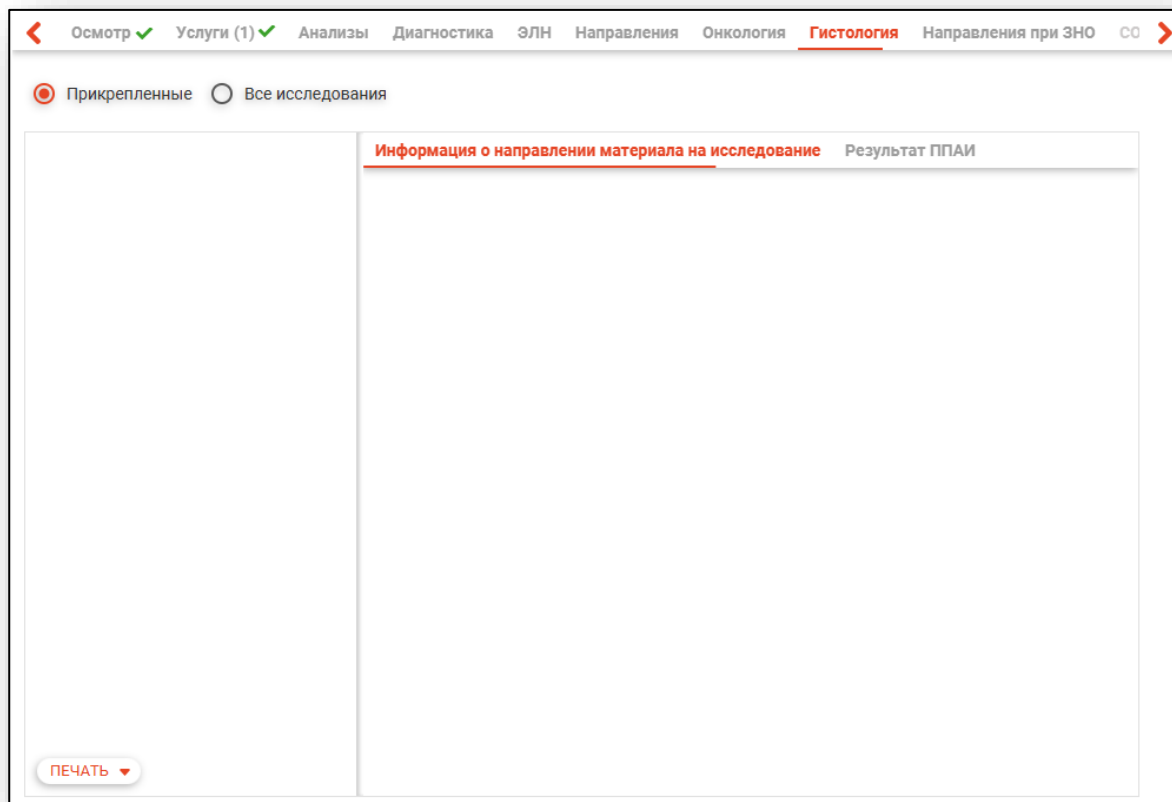 Осмотр Услуги (1) Анализы Диагностика ЭЛН Направления Онкология Гистология Направления при ЗНО СО
Прикрепленные Все исследования
Информация о направлении материала на исследование Результат ППАИ
ПЕЧАТЬ